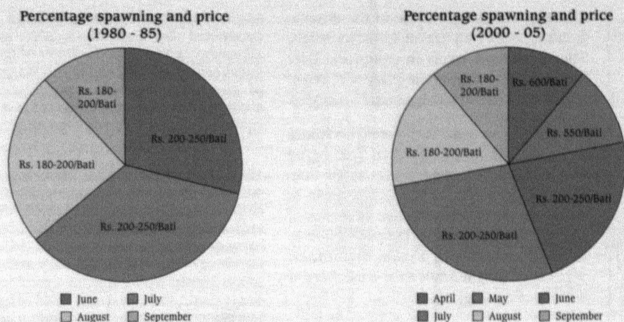 Percentage spawning and price
(1980 - 85)
Rs. 180-
200/Bati
Rs. 200-250/Bati
Rs. 180-200/Bati
Rs. 200-250/Bati
June July
August September
Percentage spawning and price
(2000 - 05)
Rs. 180-
200/Bati
Rs. 600/Bati
Rs. 550/Bati
Rs. 180-200/Bati
Rs. 200-250/Bati
Rs. 200-250/Bati
April May June
July August September